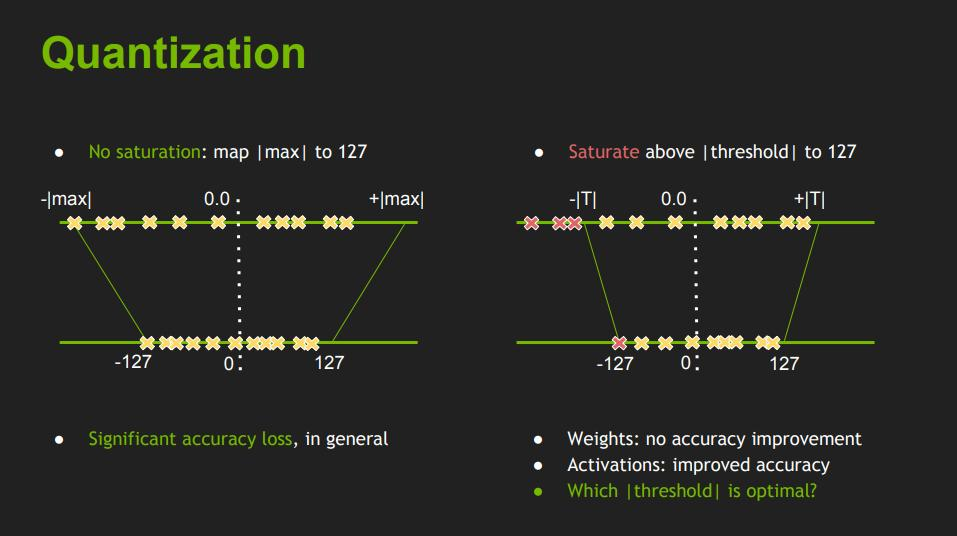 Quantization
● No saturation: map |max| to 127
-|max| 0.0 +|max|
-127 0 127
● Significant accuracy loss, in general
● Saturate above |threshold| to 127
-|T| 0.0 +|T|
-127 0 127
● Weights: no accuracy improvement
● Activations: improved accuracy
● Which |threshold| is optimal?